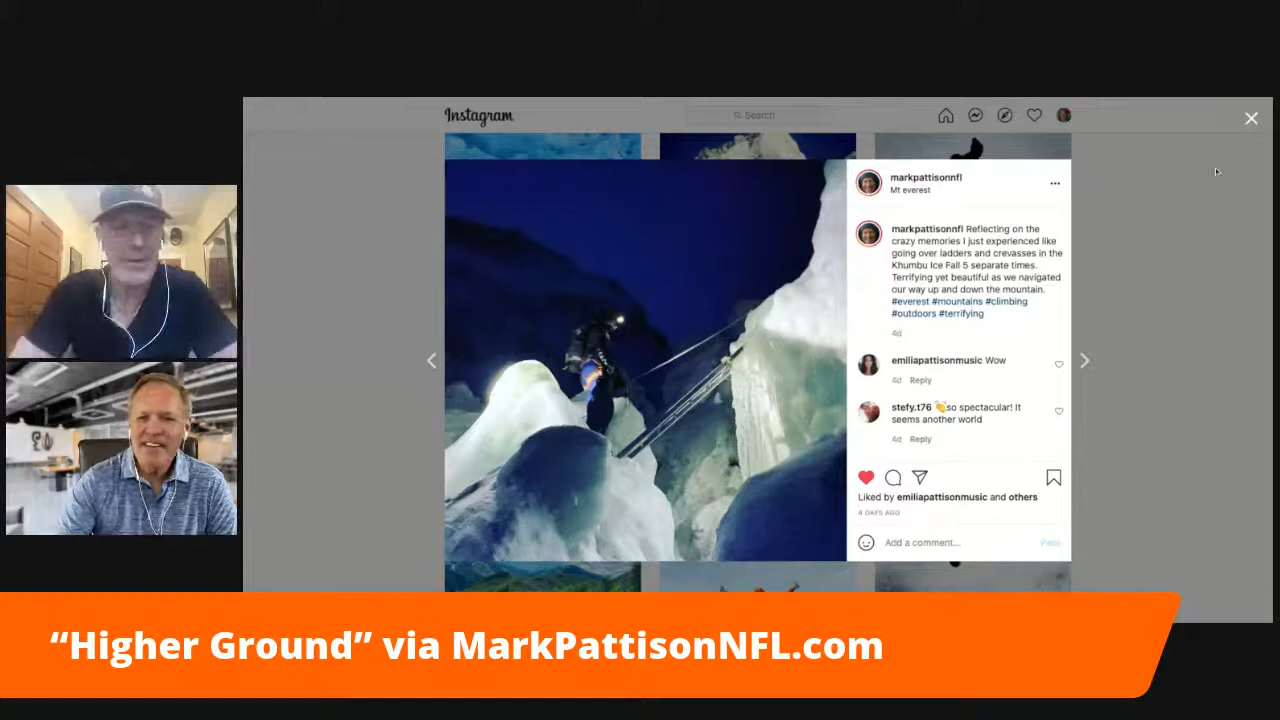 Instagram
Search
markpattisonnfl
Mt everest
markpattisonnfl Reflecting on the
crazy memories I just experienced like
going over ladders and crevasses in the
Khumbu Ice Fall 5 separate times.
Terrifying yet beautiful as we navigated
our way up and down the mountain.
#everest #mountains #climbing
#outdoors #terrifying
4d
emiliapattisonmusic Wow
4d Reply
stefy.t76 👏so spectacular! It
seems another world
4d Reply
Liked by emiliapattisonmusic and others
4 DAYS AGO
Add a comment... Post
“Higher Ground” via MarkPattisonNFL.com